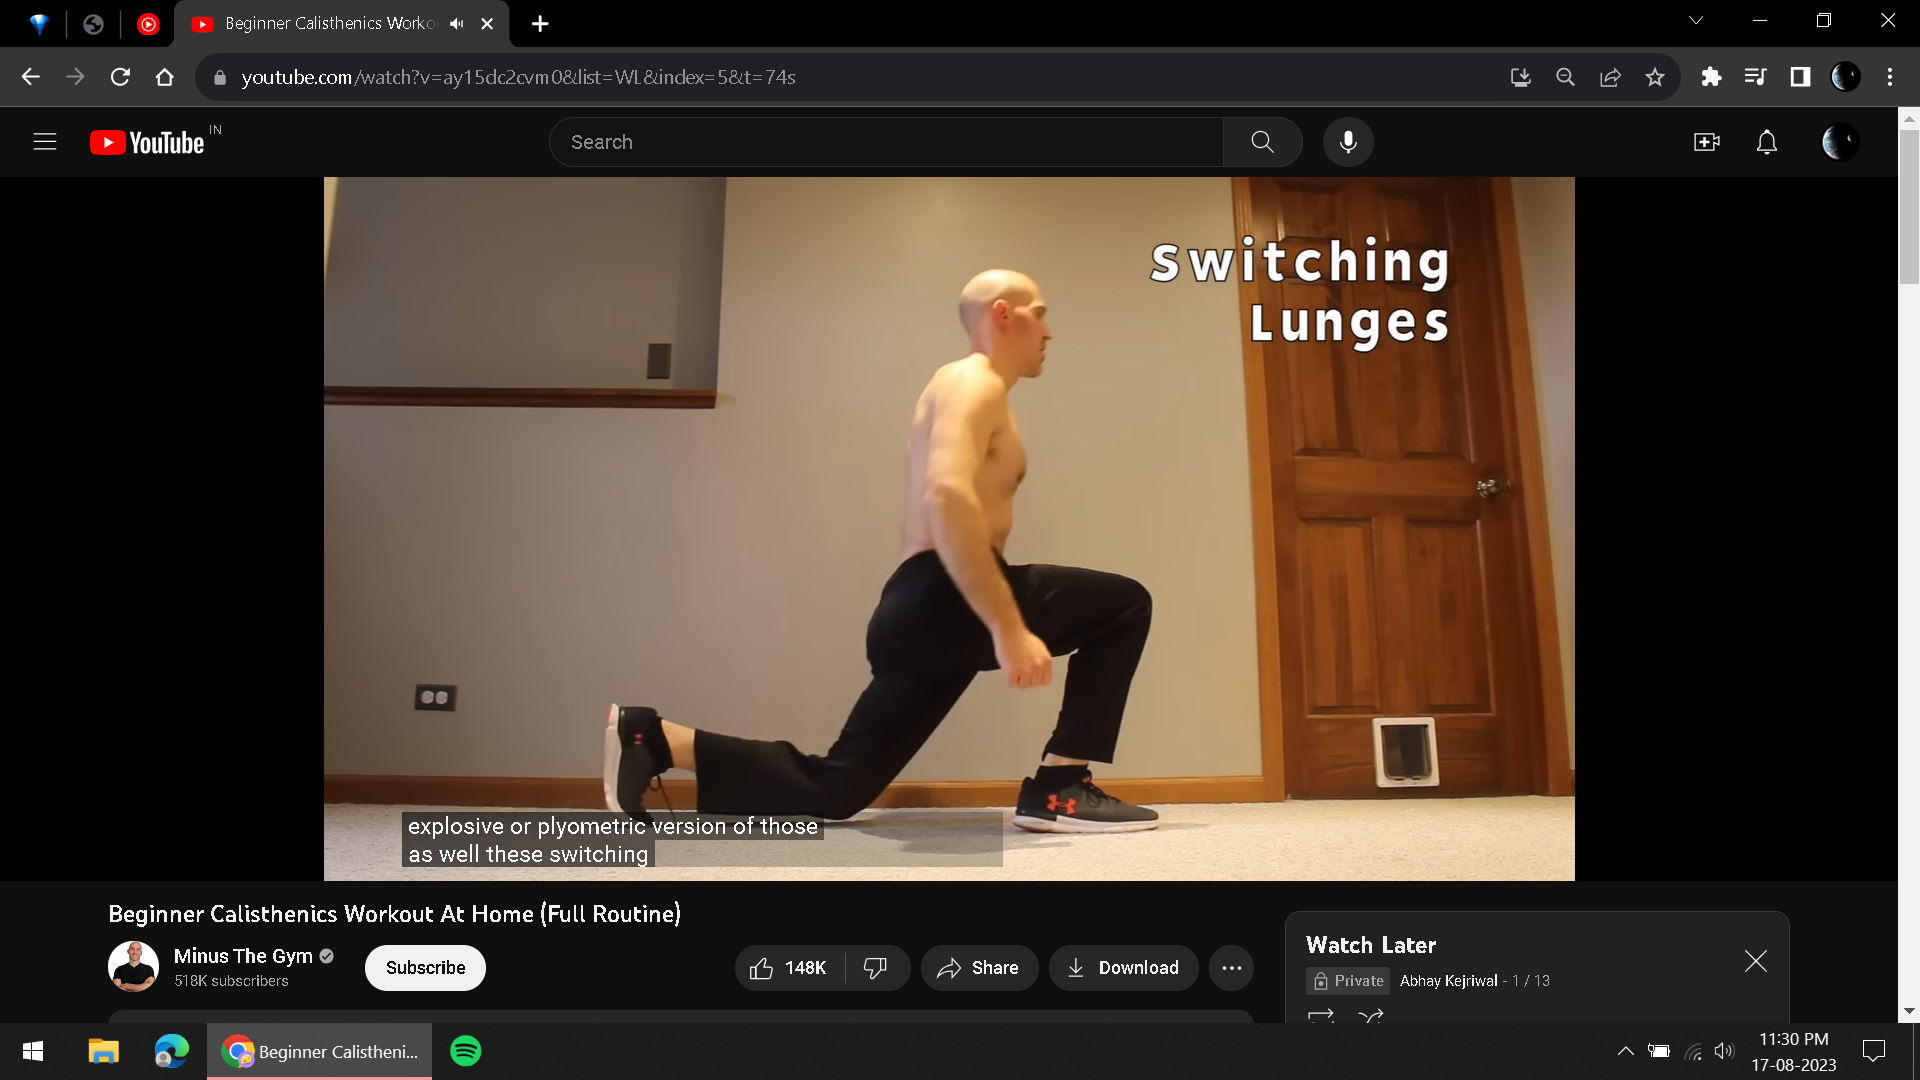 Beginner Calisthenics Worko
youtube.com/watch?v=ay15dc2cvm0&list=WL&index=5&t=74s
YouTube IN
Search
Switching
Lunges
explosive or plyometric version of those
as well these switching
Beginner Calisthenics Workout At Home (Full Routine)
Minus The Gym
518K subscribers
Subscribe
148K
Share
Download
Watch Later
Private
Abhay Kejriwal - 1 / 13
Beginner Calistheni...
11:30 PM
17-08-2023